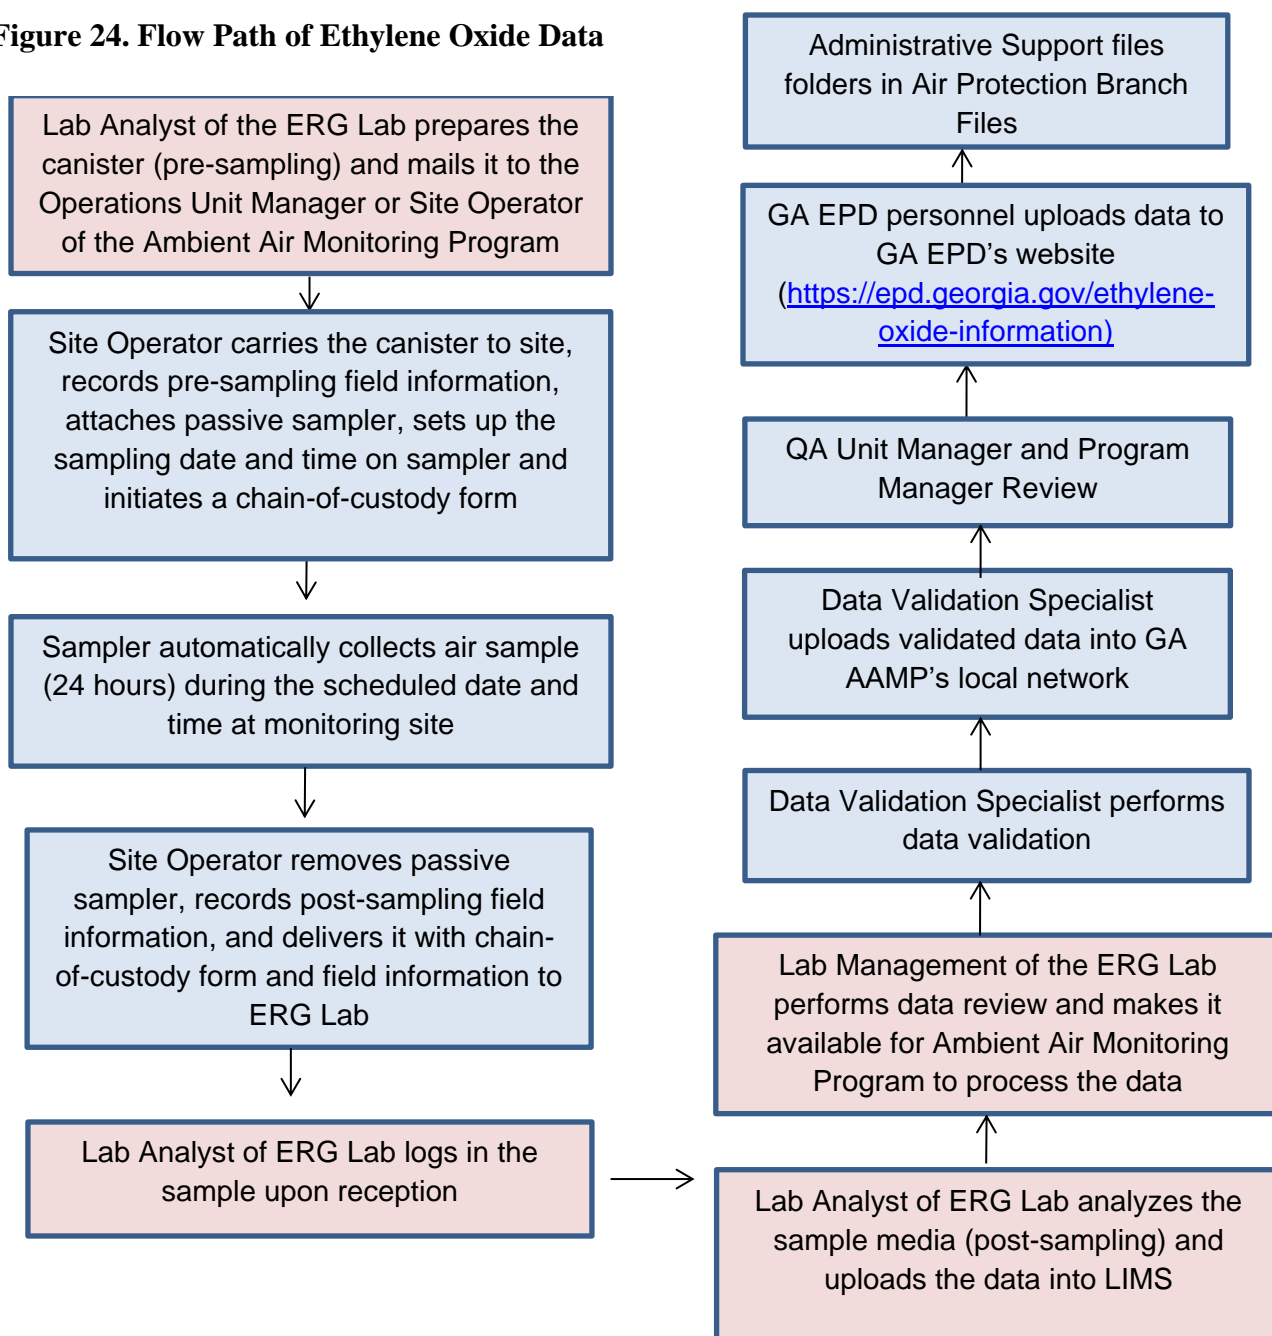 Figure 24. Flow Path of Ethylene Oxide Data
Lab Analyst of the ERG Lab prepares the
canister (pre-sampling) and mails it to the
Operations Unit Manager or Site Operator
of the Ambient Air Monitoring Program
Site Operator carries the canister to site,
records pre-sampling field information,
attaches passive sampler, sets up the
sampling date and time on sampler and
initiates a chain-of-custody form
Sampler automatically collects air sample
(24 hours) during the scheduled date and
time at monitoring site
Site Operator removes passive
sampler, records post-sampling field
information, and delivers it with chain-
of-custody form and field information to
ERG Lab
Lab Analyst of ERG Lab logs in the
sample upon reception
Lab Analyst of ERG Lab analyzes the
sample media (post-sampling) and
uploads the data into LIMS
Lab Management of the ERG Lab
performs data review and makes it
available for Ambient Air Monitoring
Program to process the data
Data Validation Specialist performs
data validation
Data Validation Specialist
uploads validated data into GA
AAMP's local network
QA Unit Manager and Program
Manager Review
GA EPD personnel uploads data to
GA EPD's website
(https://epd.georgia.gov/ethylene-
oxide-information)
Administrative Support files
folders in Air Protection Branch
Files